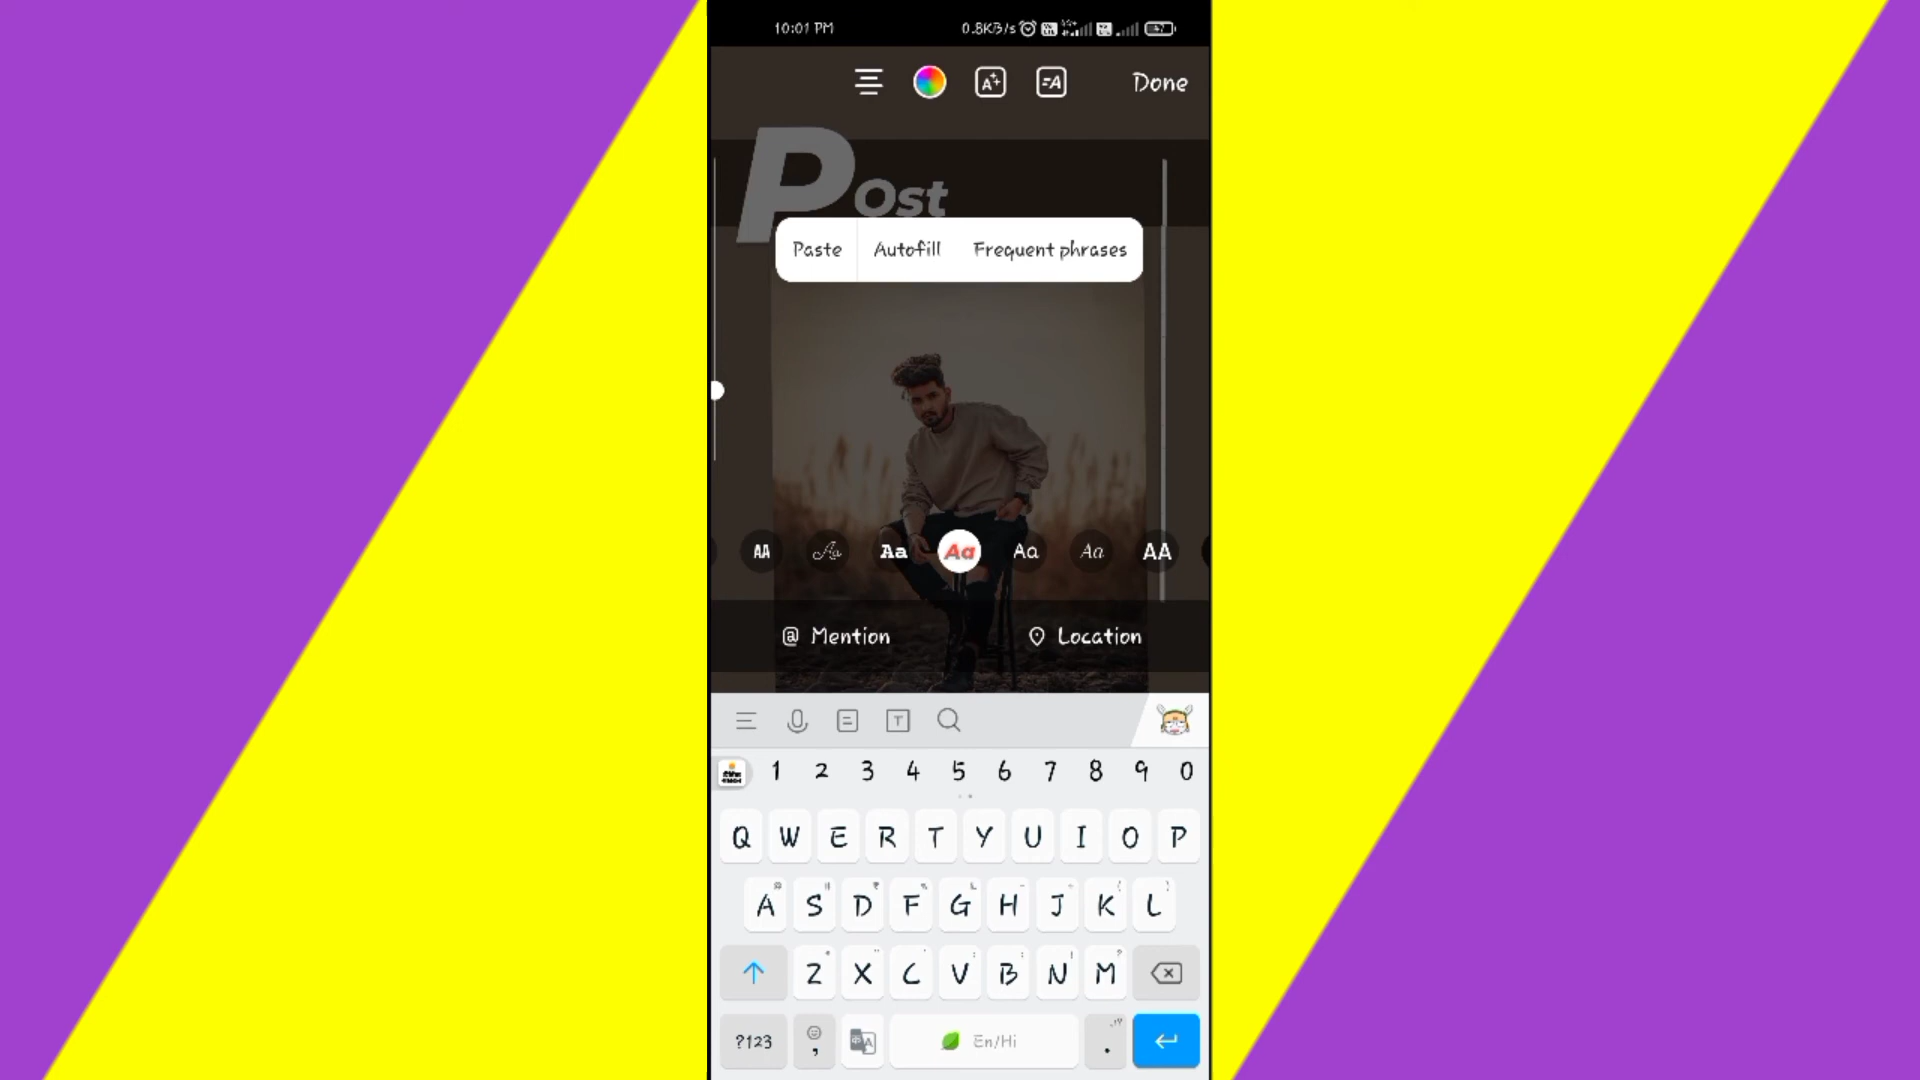 10:01 PM 0.8KB/s
Done
Post
Paste Autofill Frequent phrases
AA Aa Aa Aa Aa Aa AA
@ Mention Location
1 2 3 4 5 6 7 8 9 0
Q W E R T Y U I O P
A S D F G H J K L
Z X C V B N M
?123 , En/Hi .